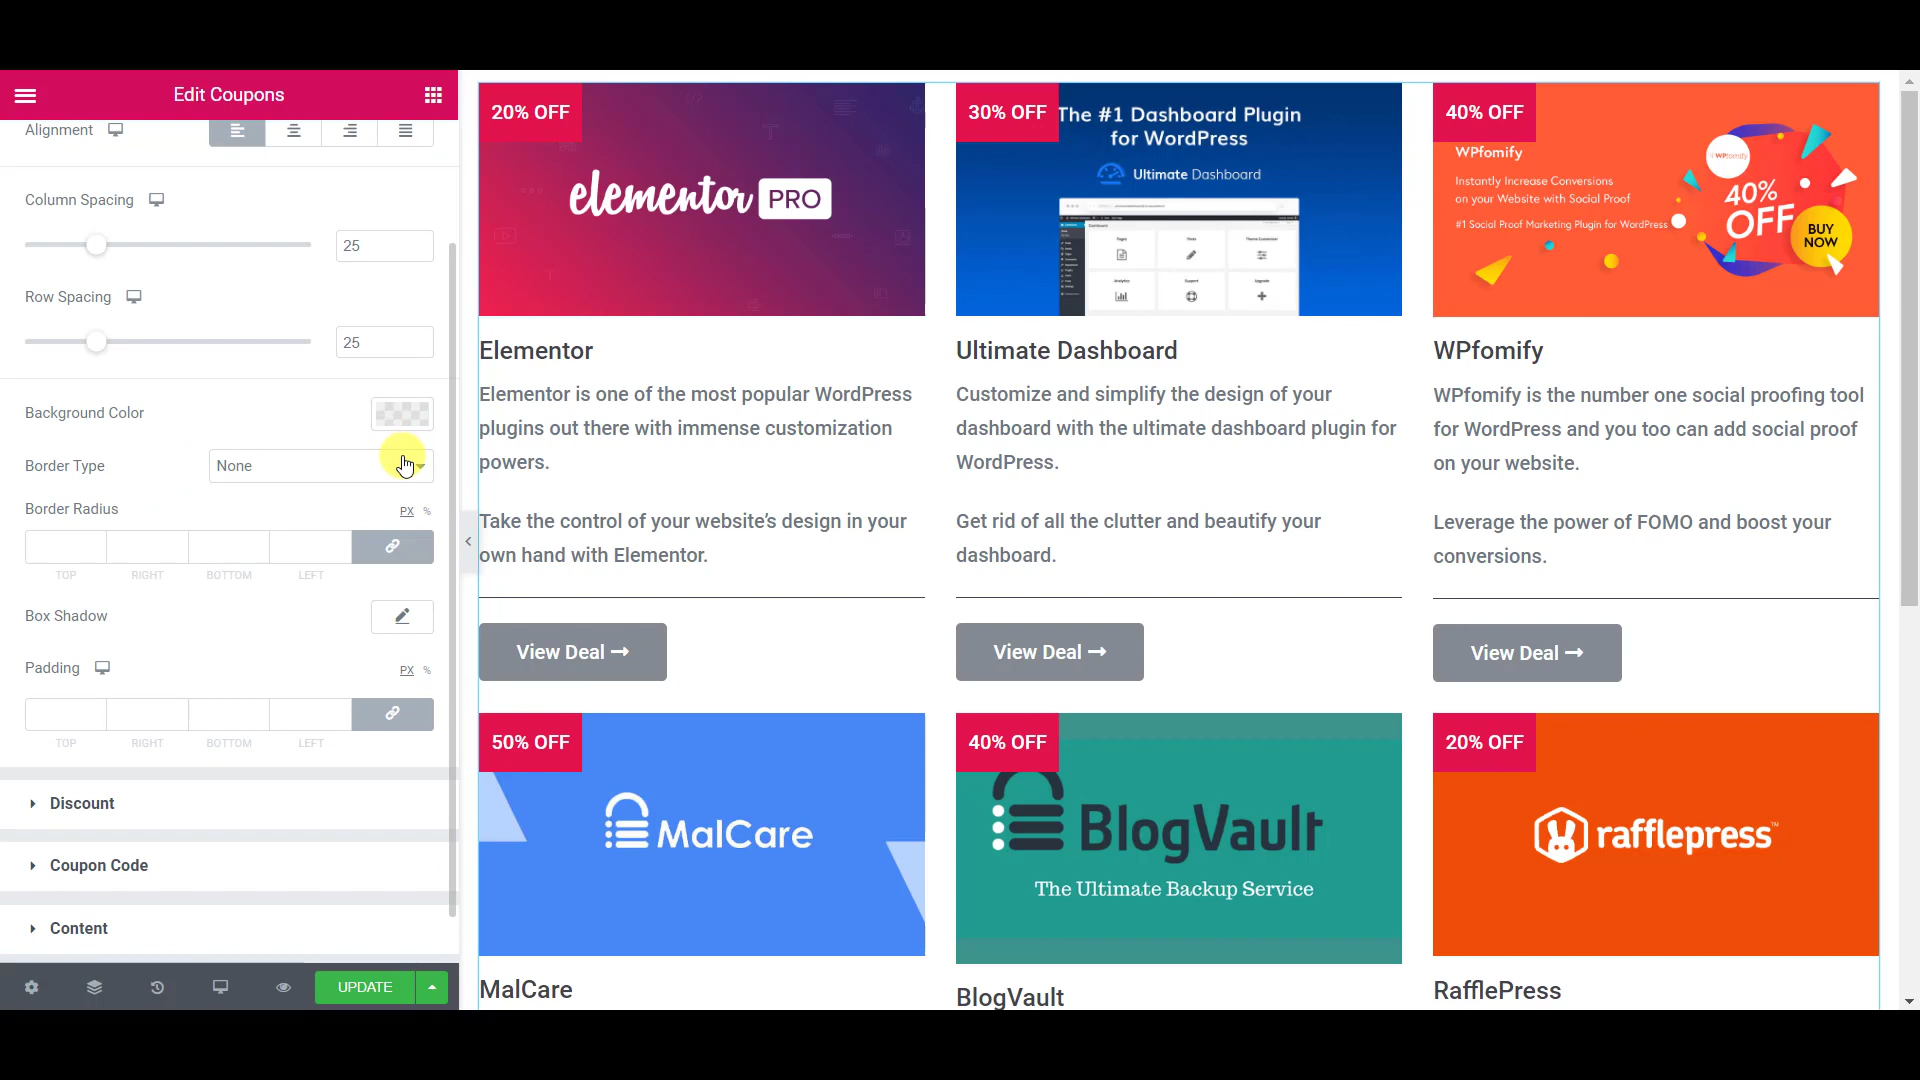 Edit Coupons
Alignment
Column Spacing
25
Row Spacing
25
Background Color
Border Type
None
Border Radius
PX %
TOP RIGHT BOTTOM LEFT
Box Shadow
Padding
PX %
TOP RIGHT BOTTOM LEFT
Discount
Coupon Code
Content
UPDATE
20% OFF
elementor PRO
Elementor
Elementor is one of the most popular WordPress
plugins out there with immense customization
powers.
Take the control of your website’s design in your
own hand with Elementor.
View Deal
30% OFF
The #1 Dashboard Plugin
for WordPress
Ultimate Dashboard
Ultimate Dashboard
Customize and simplify the design of your
dashboard with the ultimate dashboard plugin for
WordPress.
Get rid of all the clutter and beautify your
dashboard.
View Deal
40% OFF
WPfomify
Instantly Increase Conversions
on your Website with Social Proof
#1 Social Proof Marketing Plugin for WordPress
WPfomify
40%
OFF
BUY
NOW
WPfomify
WPfomify is the number one social proofing tool
for WordPress and you too can add social proof
on your website.
Leverage the power of FOMO and boost your
conversions.
View Deal
50% OFF
MalCare
MalCare
40% OFF
BlogVault
The Ultimate Backup Service
BlogVault
20% OFF
rafflepress™
RafflePress